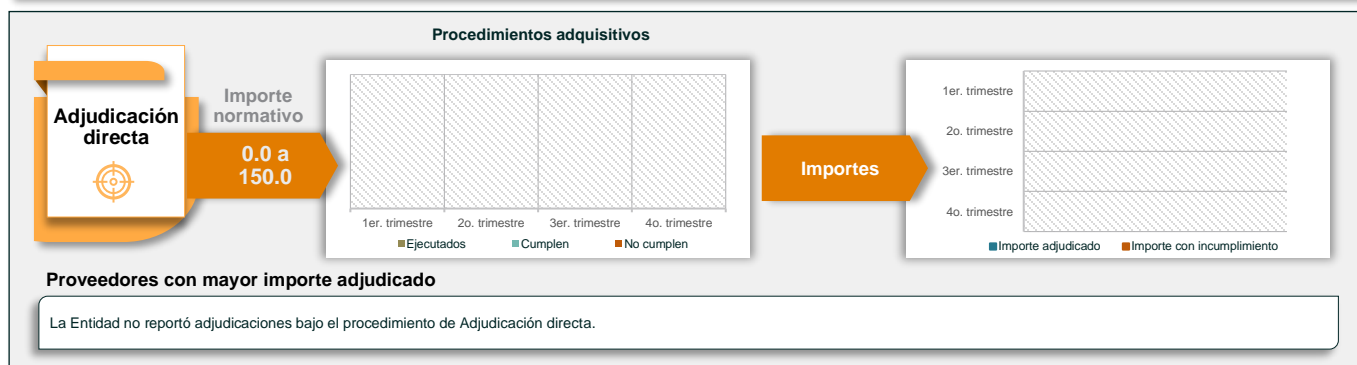 Procedimientos adquisitivos
Adjudicación
directa
Importe
normativo
0.0 a
150.0
1er. trimestre 2o. trimestre 3er. trimestre 4o. trimestre
Ejecutados Cumplen No cumplen
Importes
1er. trimestre
2o. trimestre
3er. trimestre
4o. trimestre
Importe adjudicado Importe con incumplimiento
Proveedores con mayor importe adjudicado
La Entidad no reportó adjudicaciones bajo el procedimiento de Adjudicación directa.